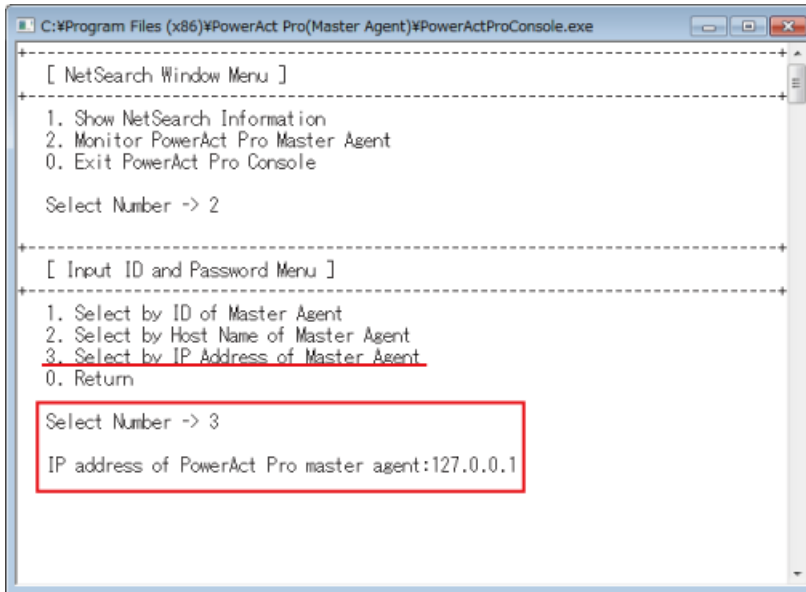 C:¥Program Files (x86)¥PowerAct Pro(Master Agent)¥PowerActProConsole.exe
[ NetSearch Window Menu ]
1. Show NetSearch Information
2. Monitor PowerAct Pro Master Agent
0. Exit PowerAct Pro Console
Select Number -> 2
[ Input ID and Password Menu ]
1. Select by ID of Master Agent
2. Select by Host Name of Master Agent
3. Select by IP Address of Master Agent
0. Return
Select Number -> 3
IP address of PowerAct Pro master agent:127.0.0.1